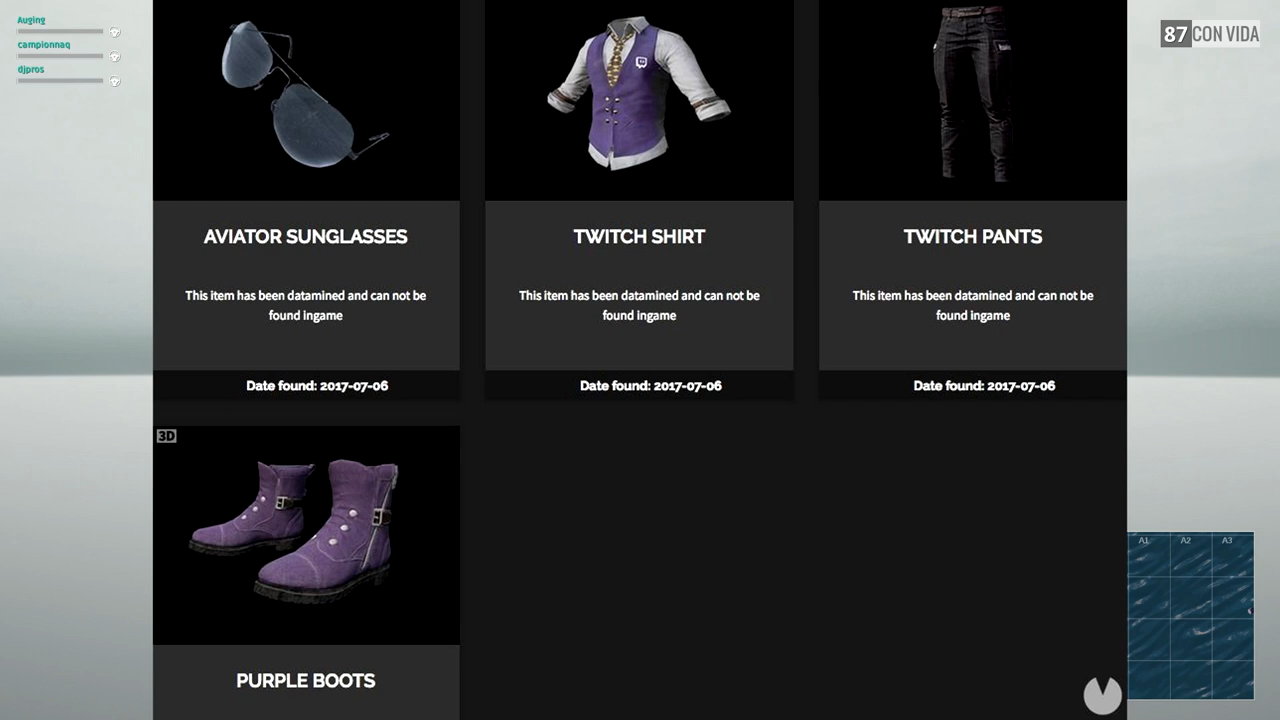 Auging
campionnaq
djpros
87 CON VIDA
AVIATOR SUNGLASSES
TWITCH SHIRT
TWITCH PANTS
This item has been datamined and can not be
found ingame
This item has been datamined and can not be
found ingame
This item has been datamined and can not be
found ingame
Date found: 2017-07-06
Date found: 2017-07-06
Date found: 2017-07-06
3D
A1 A2 A3
PURPLE BOOTS